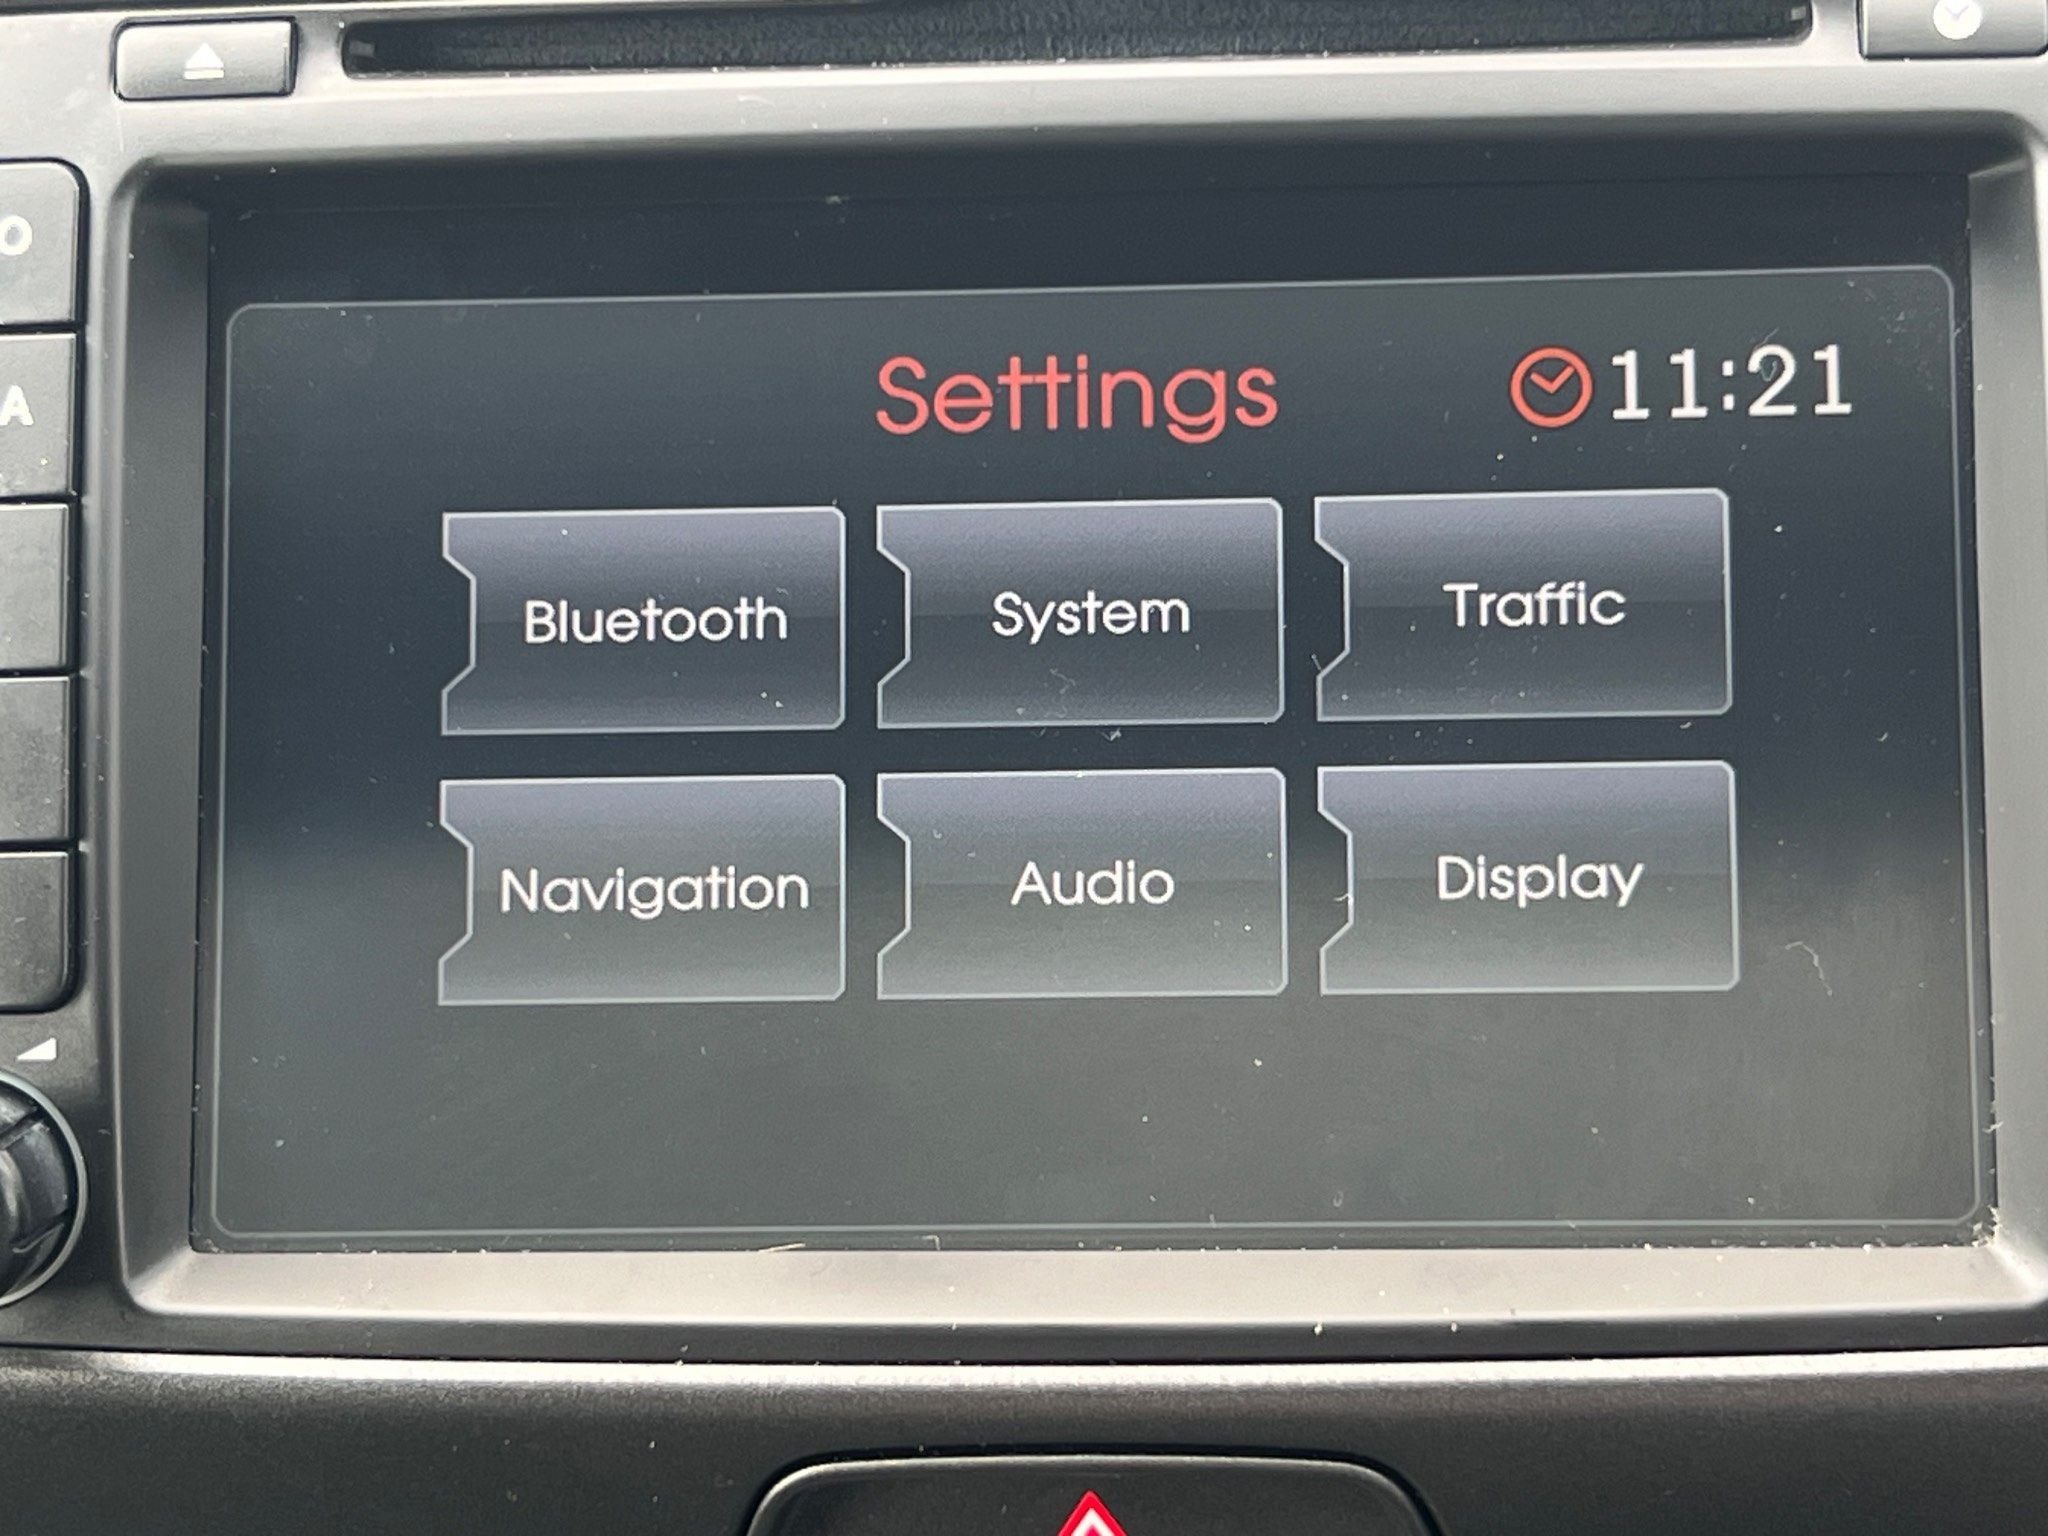 Settings 11:21
Bluetooth System Traffic
Navigation Audio Display
O
A